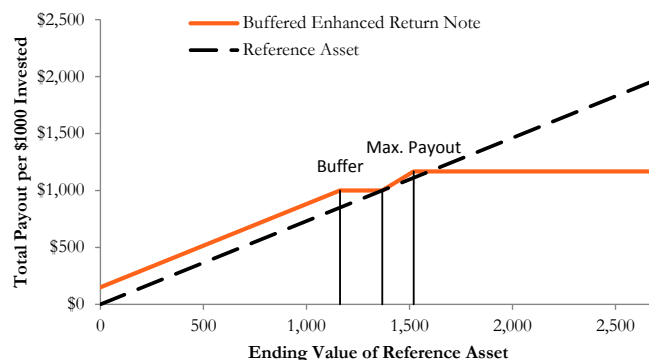 $2,500
Buffered Enhanced Return Note
Reference Asset
$2,000
$1,500
Max. Payout
Buffer
$1,000
$500
$0
Total Payout per $1000 Invested
0 500 1,000 1,500 2,000 2,500
Ending Value of Reference Asset